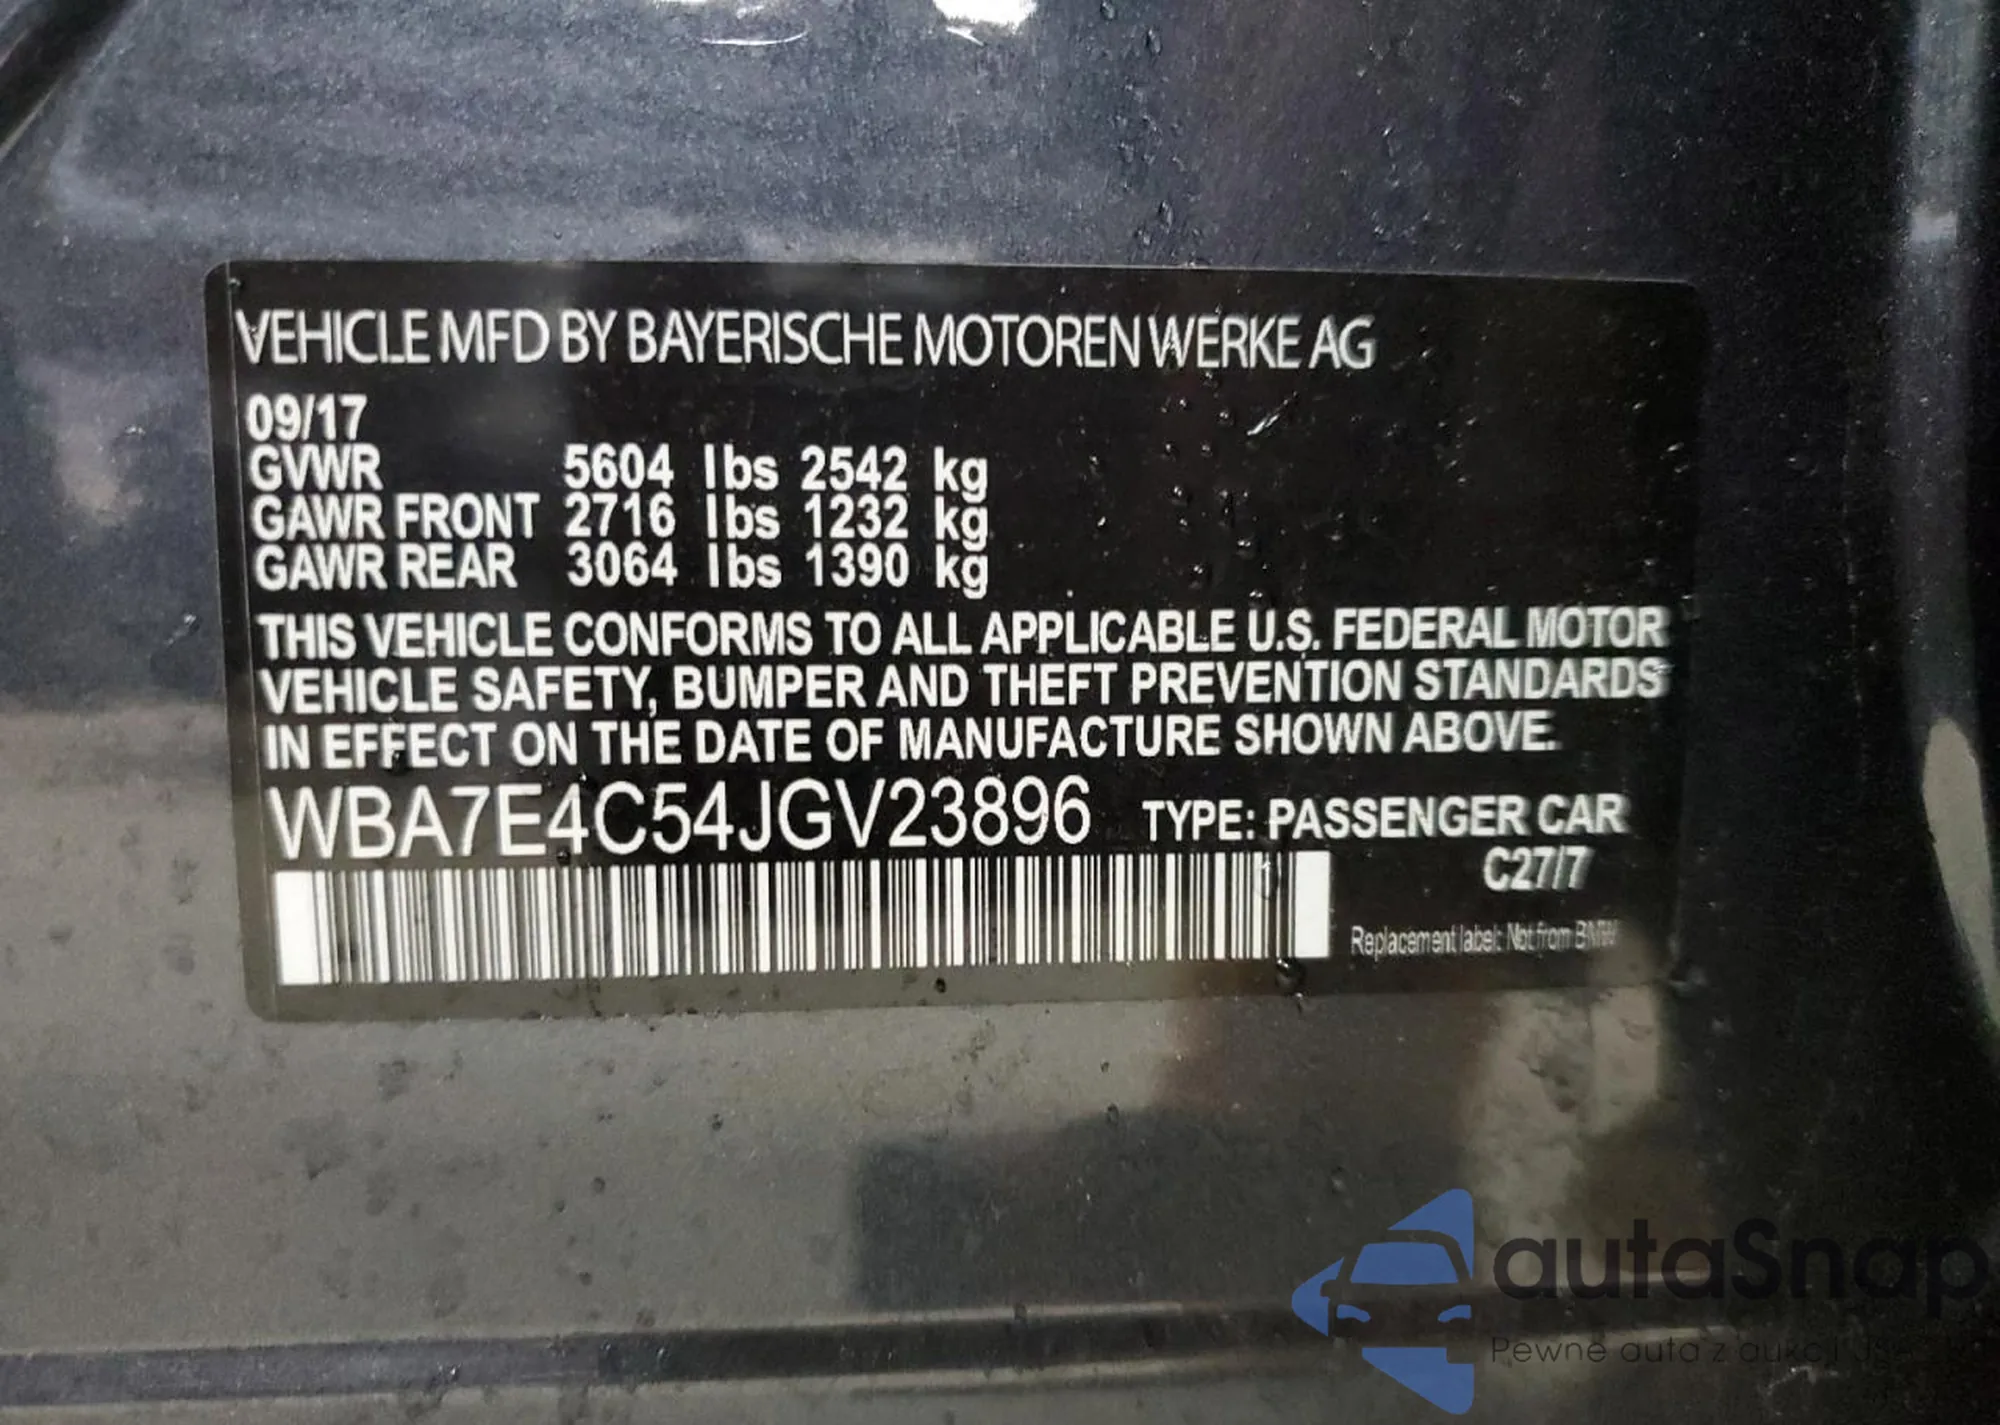 VEHICLE MFD BY BAYERISCHE MOTOREN WERKE AG
09/17
GVWR 5604 lbs 2542 kg
GAWR FRONT 2716 lbs 1232 kg
GAWR REAR 3064 lbs 1390 kg
THIS VEHICLE CONFORMS TO ALL APPLICABLE U.S. FEDERAL MOTOR
VEHICLE SAFETY, BUMPER AND THEFT PREVENTION STANDARDS
IN EFFECT ON THE DATE OF MANUFACTURE SHOWN ABOVE.
WBA7E4C54JGV23896 TYPE: PASSENGER CAR
C27/7
Replacement label: Not from BMW
autaSnap
Pewne auta z aukcji